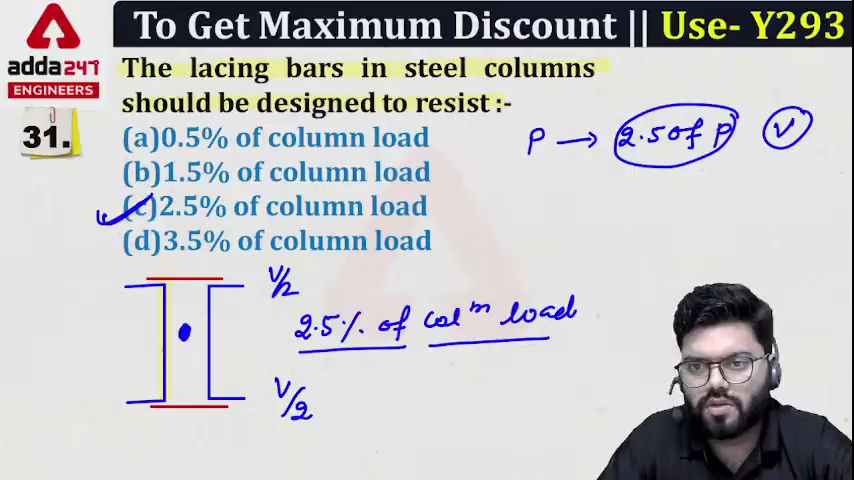 To Get Maximum Discount || Use- Y293
adda247
ENGINEERS
The lacing bars in steel columns
should be designed to resist :-
31.
(a)0.5% of column load
(b)1.5% of column load
(c)2.5% of column load
(d)3.5% of column load
P → 2.5 of P V
V/2
2.5% of colm load
V/2